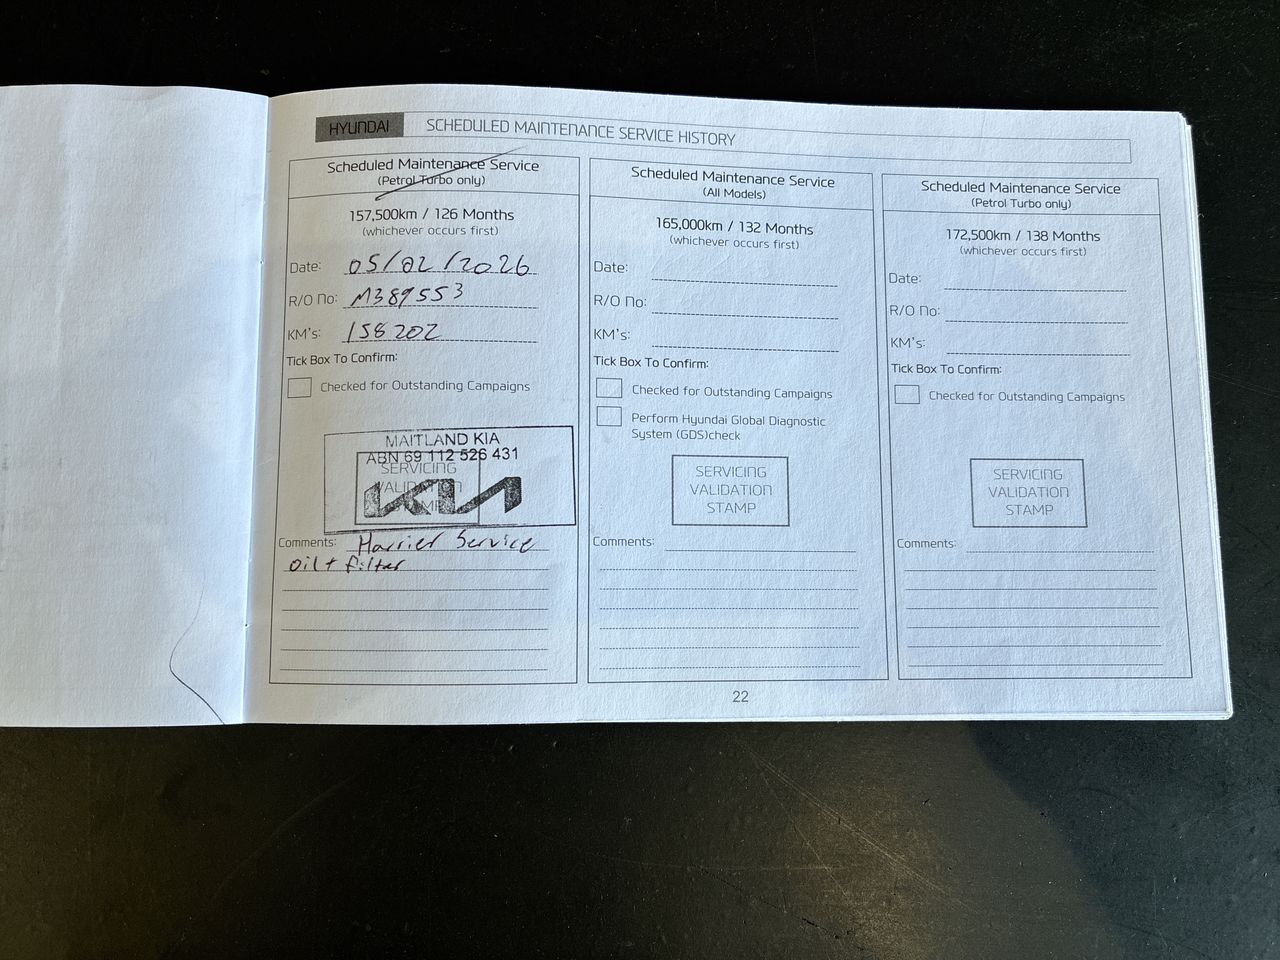 HYUNDAI SCHEDULED MAINTENANCE SERVICE HISTORY
Scheduled Maintenance Service
(Petrol Turbo only)
157,500km / 126 Months
(whichever occurs first)
Date: 05/02/2026
R/O No: M389553
KM's: 158202
Tick Box To Confirm:
Checked for Outstanding Campaigns
MAITLAND KIA
ABN 69 112 526 431
SERVICING
VALIDATION
STAMP
KIA
Comments: Harrier Service
oil + filter
Scheduled Maintenance Service
(All Models)
165,000km / 132 Months
(whichever occurs first)
Date:
R/O No:
KM's:
Tick Box To Confirm:
Checked for Outstanding Campaigns
Perform Hyundai Global Diagnostic
System (GDS)check
SERVICING
VALIDATION
STAMP
Comments:
Scheduled Maintenance Service
(Petrol Turbo only)
172,500km / 138 Months
(whichever occurs first)
Date:
R/O No:
KM's:
Tick Box To Confirm:
Checked for Outstanding Campaigns
SERVICING
VALIDATION
STAMP
Comments:
22